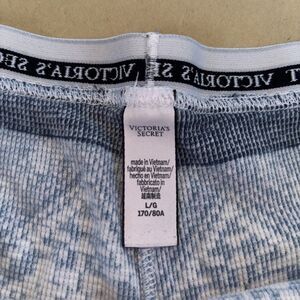 VICTORIA'S SECRET
VICTORIA'S SEC
VICTORIA'S
SECRET
made in Vietnam/
fabriqué au Vietnam/
hecho en Vietnam/
fabbricato in
Vietnam/
越南製造
L/G
170/80A